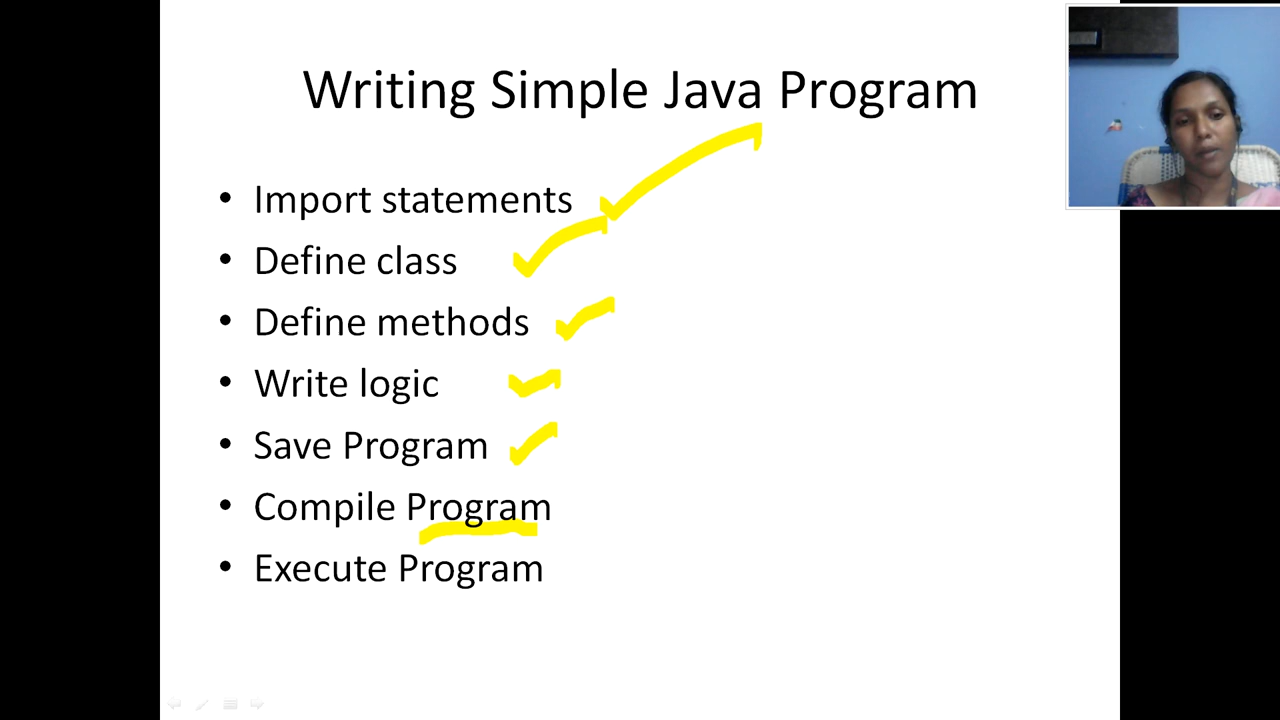 Writing Simple Java Program
• Import statements
• Define class
• Define methods
• Write logic
• Save Program
• Compile Program
• Execute Program